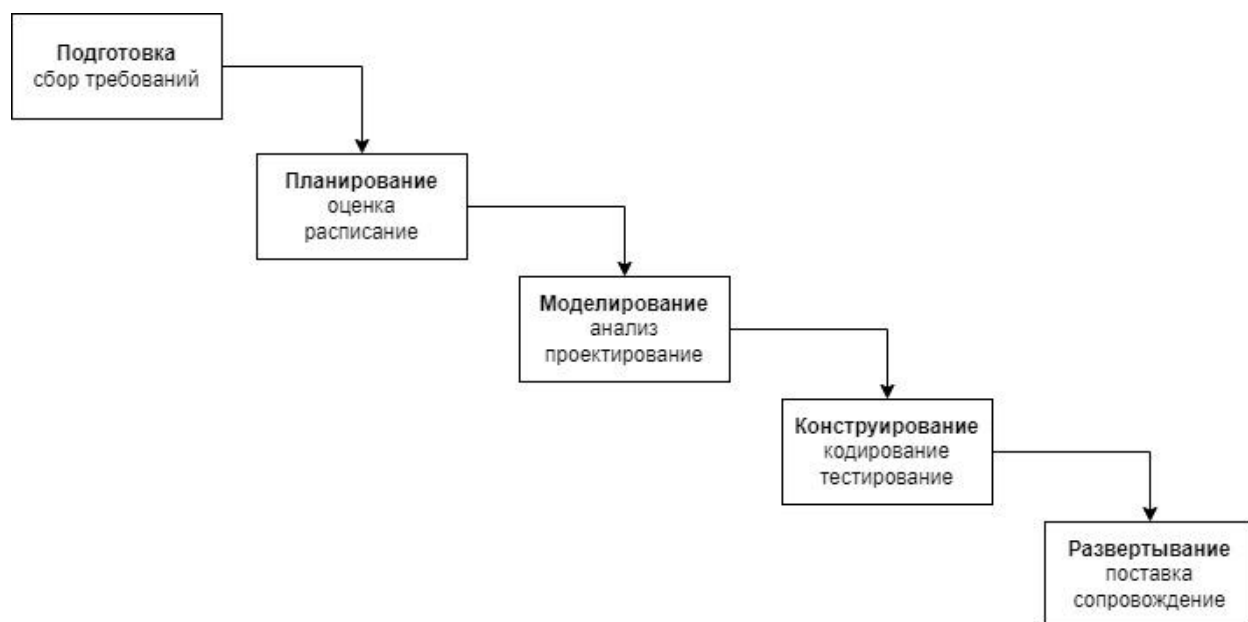 Подготовка
сбор требований
Планирование
оценка
расписание
Моделирование
анализ
проектирование
Конструирование
кодирование
тестирование
Развертывание
поставка
сопровождение